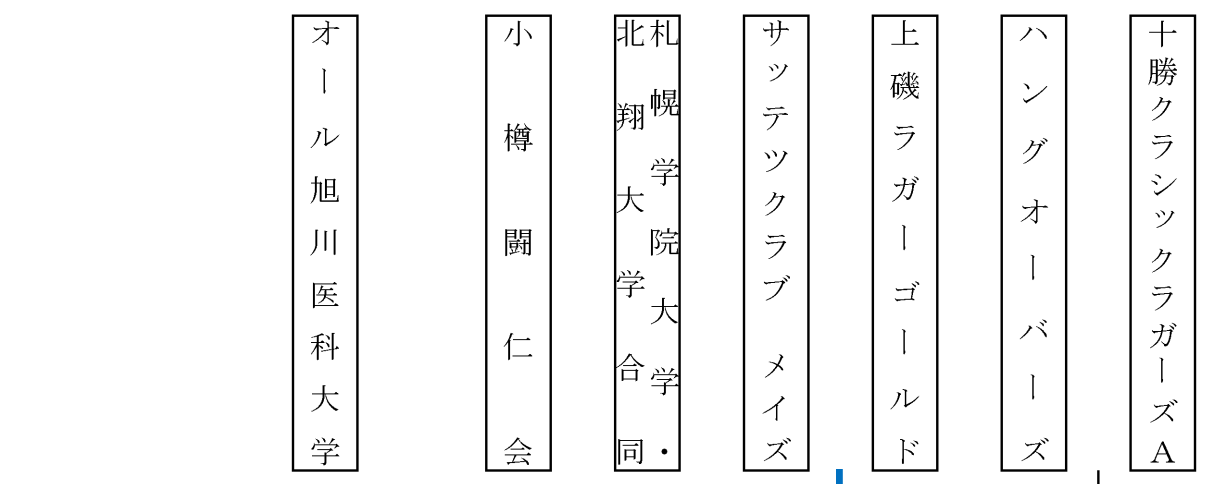 十勝クラシックラガーズA
ハングオーバーズ
上磯ラガーゴールド
サッテツクラブ　メイズ
札幌学院大学・
北翔大学合同
小樽闘仁会
オール旭川医科大学